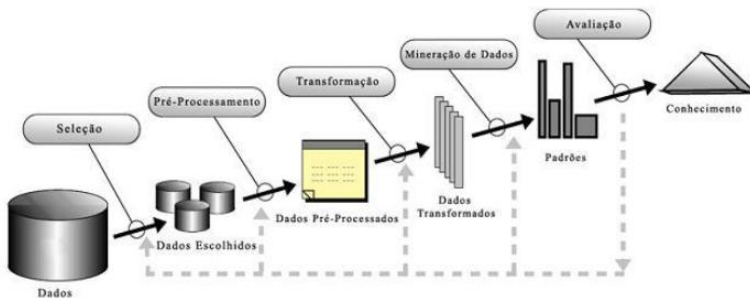 Avaliação
Mineração de Dados
Transformação
Pré-Processamento
Seleção
Conhecimento
Padrões
Dados
Transformados
Dados Pré-Processados
Dados Escolhidos
Dados